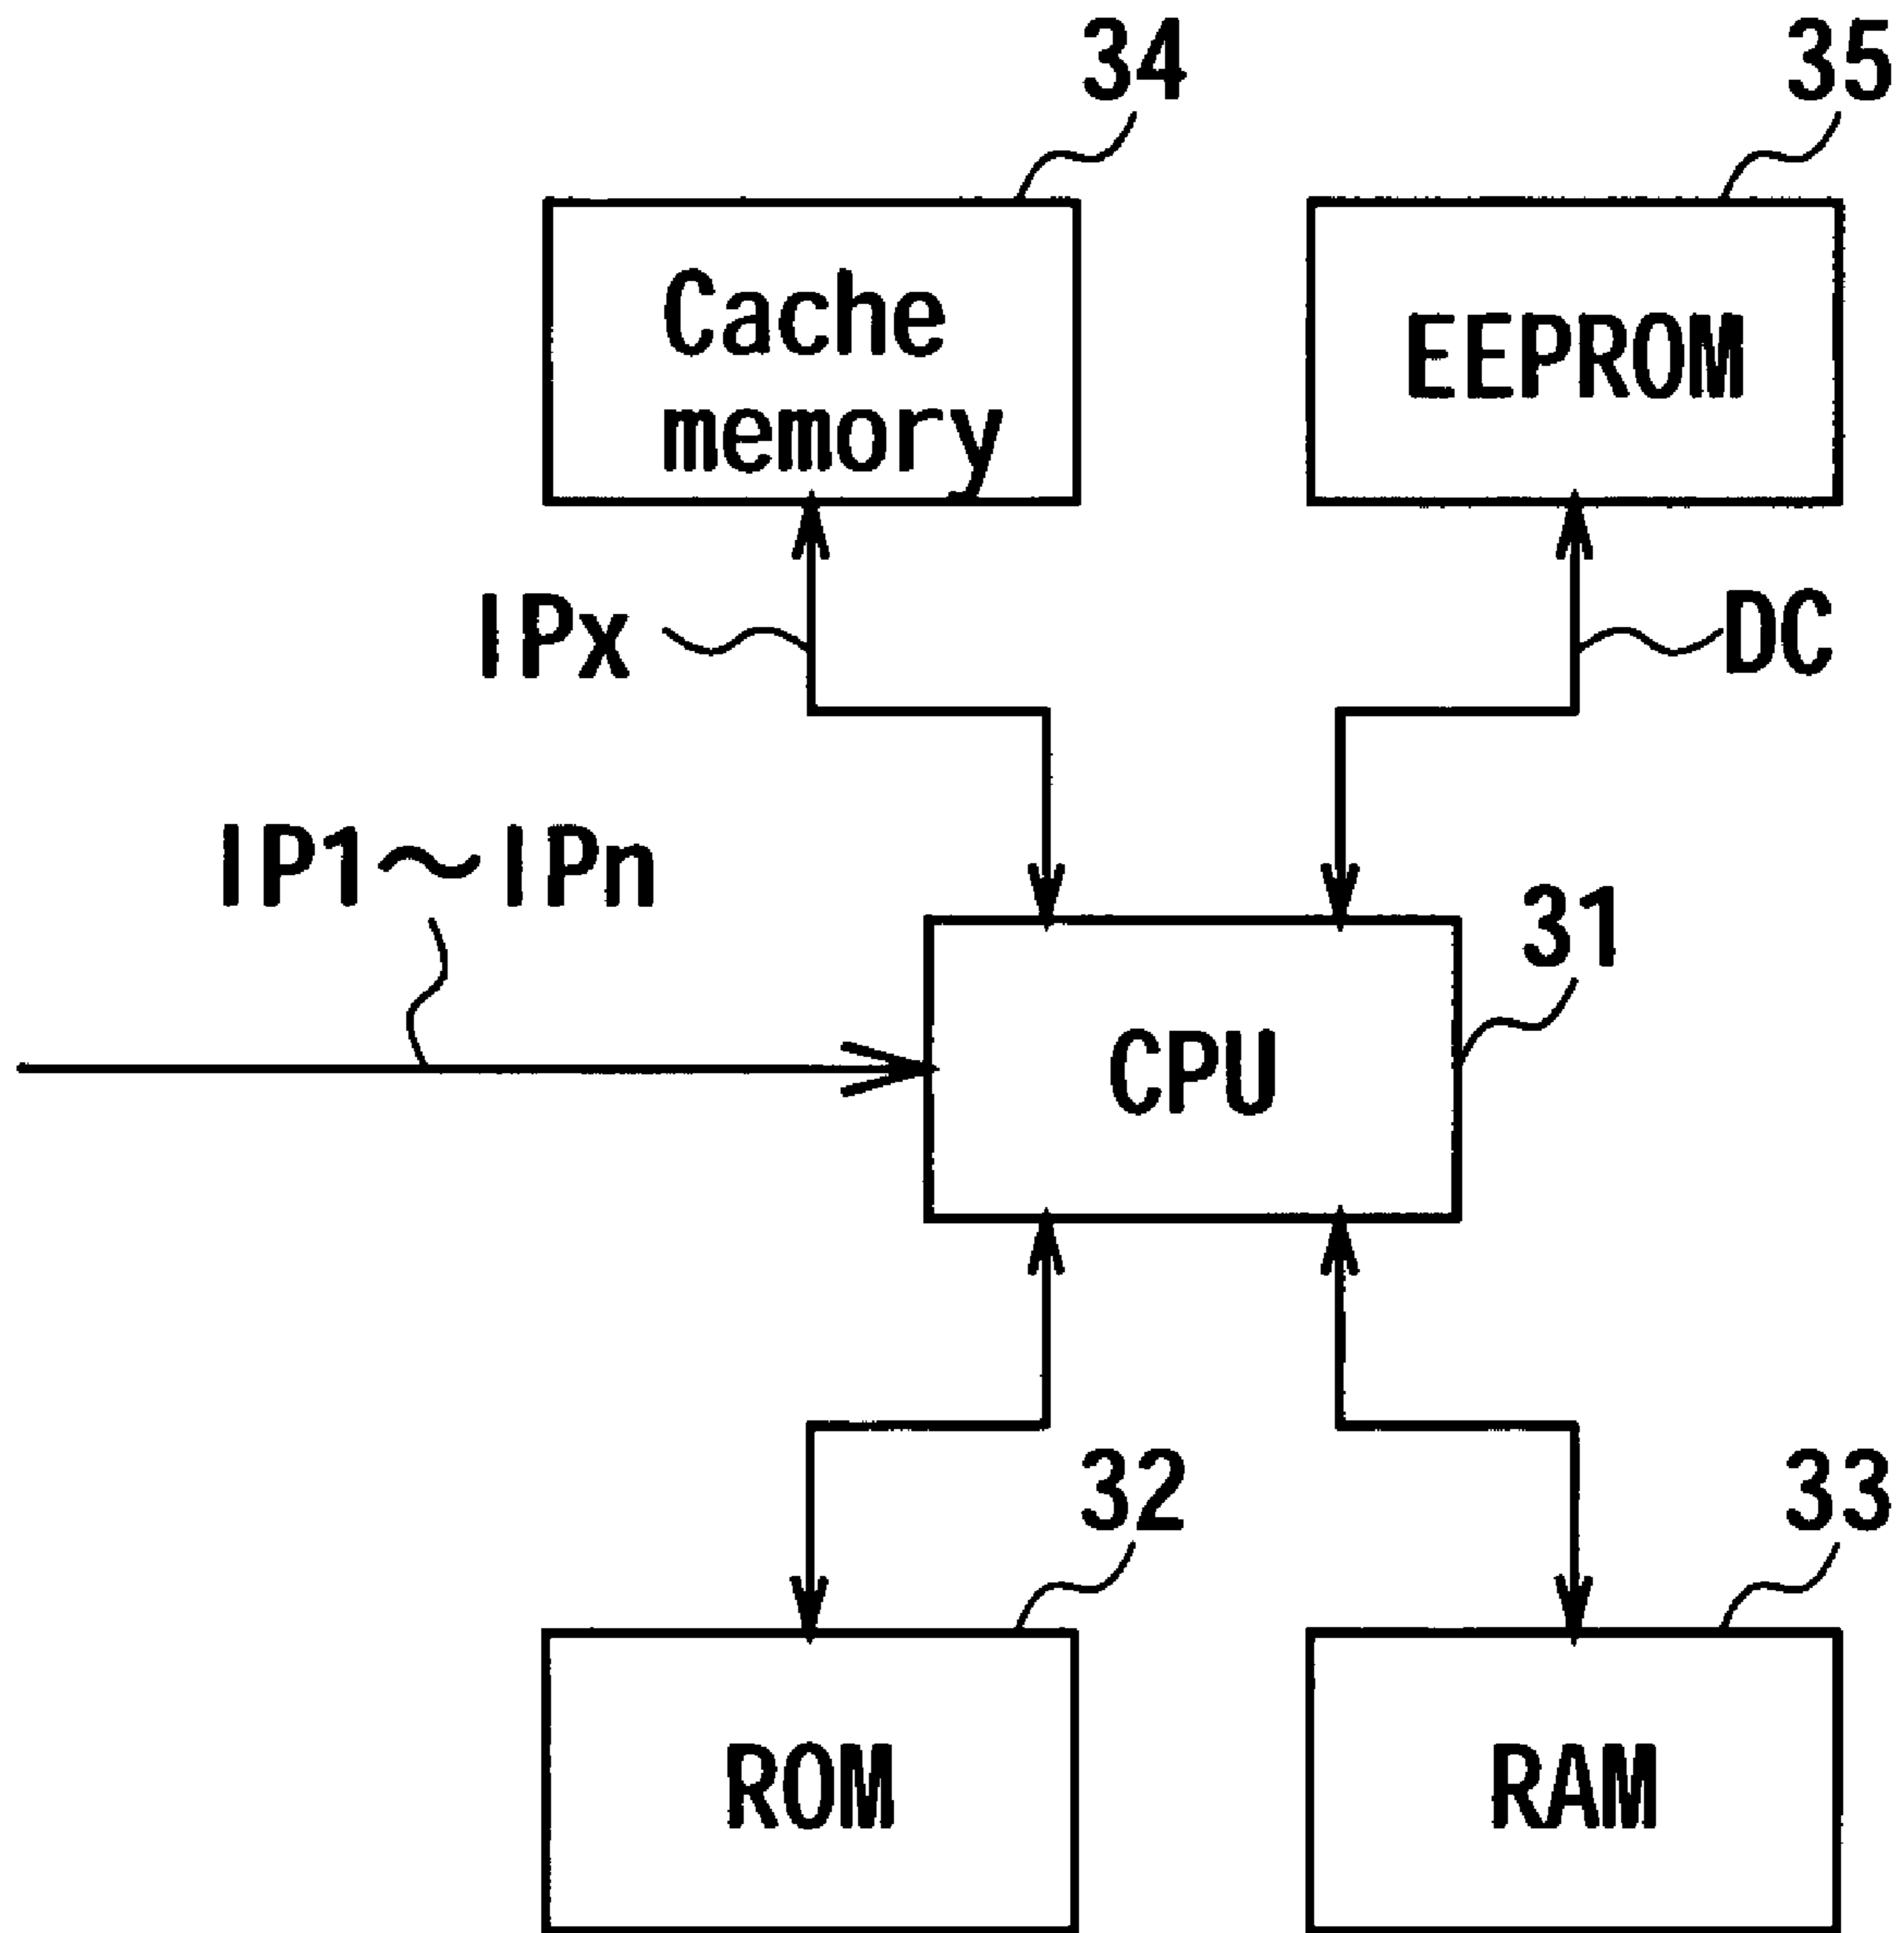 34
35
Cache
memory
EEPROM
IPx
DC
IP1～IPn
31
CPU
32
33
ROM
RAM